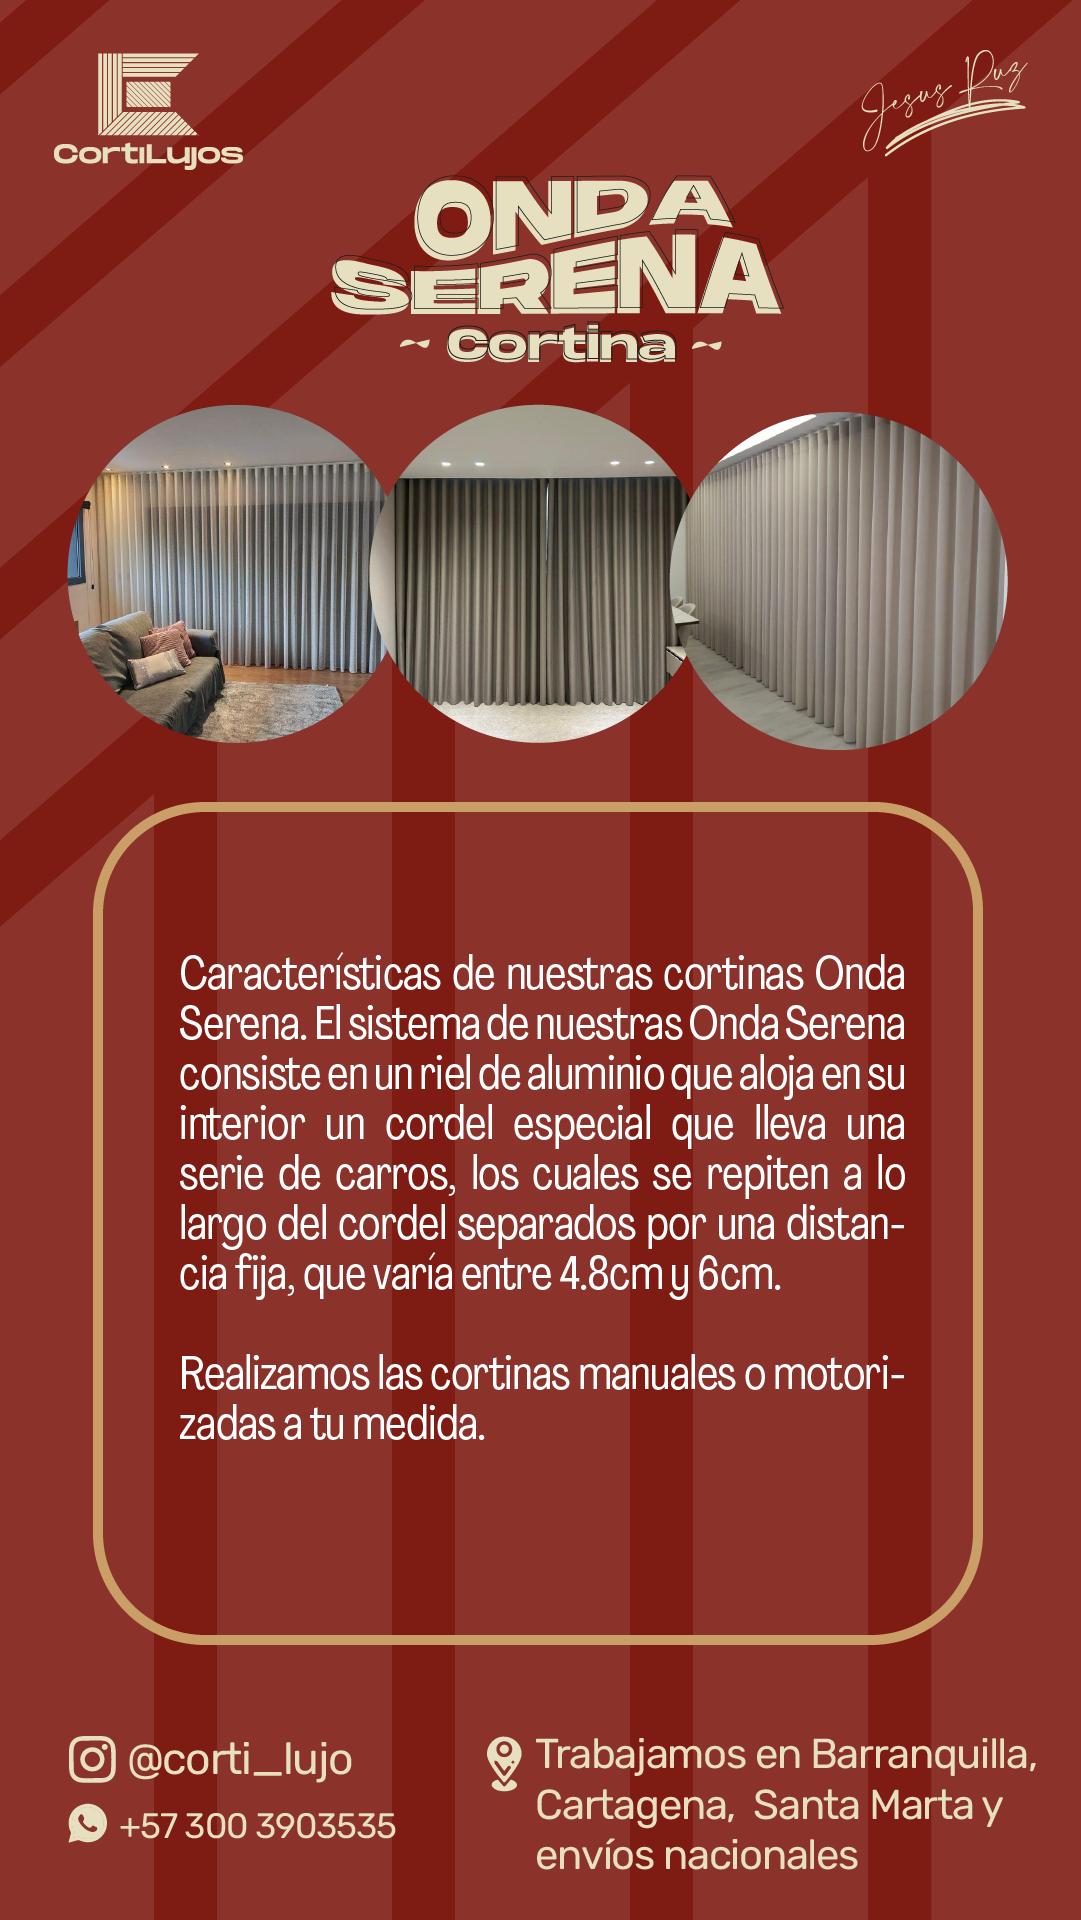 CortiLujos
Jesus Ruz
ONDA
SERENA
Cortina
Características de nuestras cortinas Onda
Serena. El sistema de nuestras Onda Serena
consiste en un riel de aluminio que aloja en su
interior un cordel especial que lleva una
serie de carros, los cuales se repiten a lo
largo del cordel separados por una distan-
cia fija, que varía entre 4.8cm y 6cm.
Realizamos las cortinas manuales o motori-
zadas a tu medida.
@corti_lujo
+57 300 3903535
Trabajamos en Barranquilla,
Cartagena, Santa Marta y
envíos nacionales